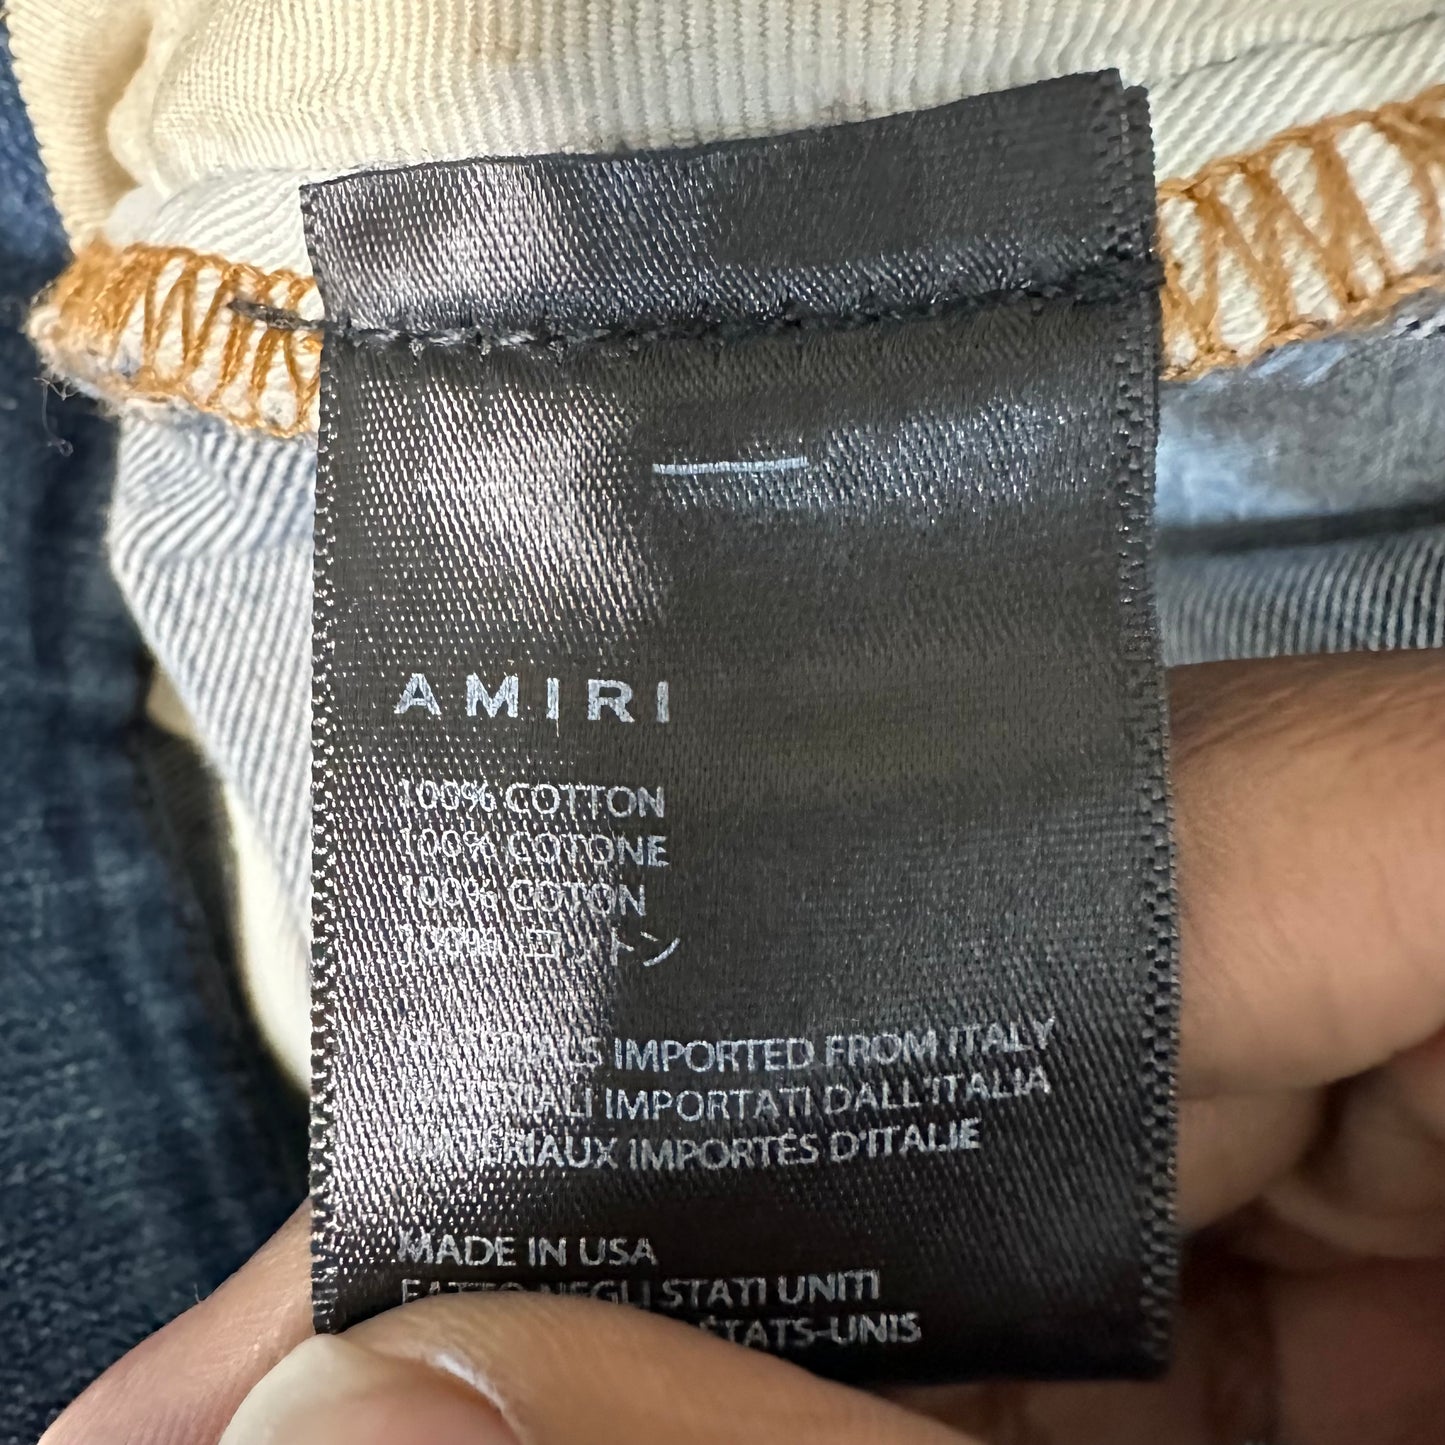 AMIRI
100% COTTON
100% COTONE
100% COTON
100% コットン
MATERIALS IMPORTED FROM ITALY
MATERIALI IMPORTATI DALL'ITALIA
MATÉRIAUX IMPORTÉS D'ITALIE
MADE IN USA
FATTO NEGLI STATI UNITI
ÉTATS-UNIS